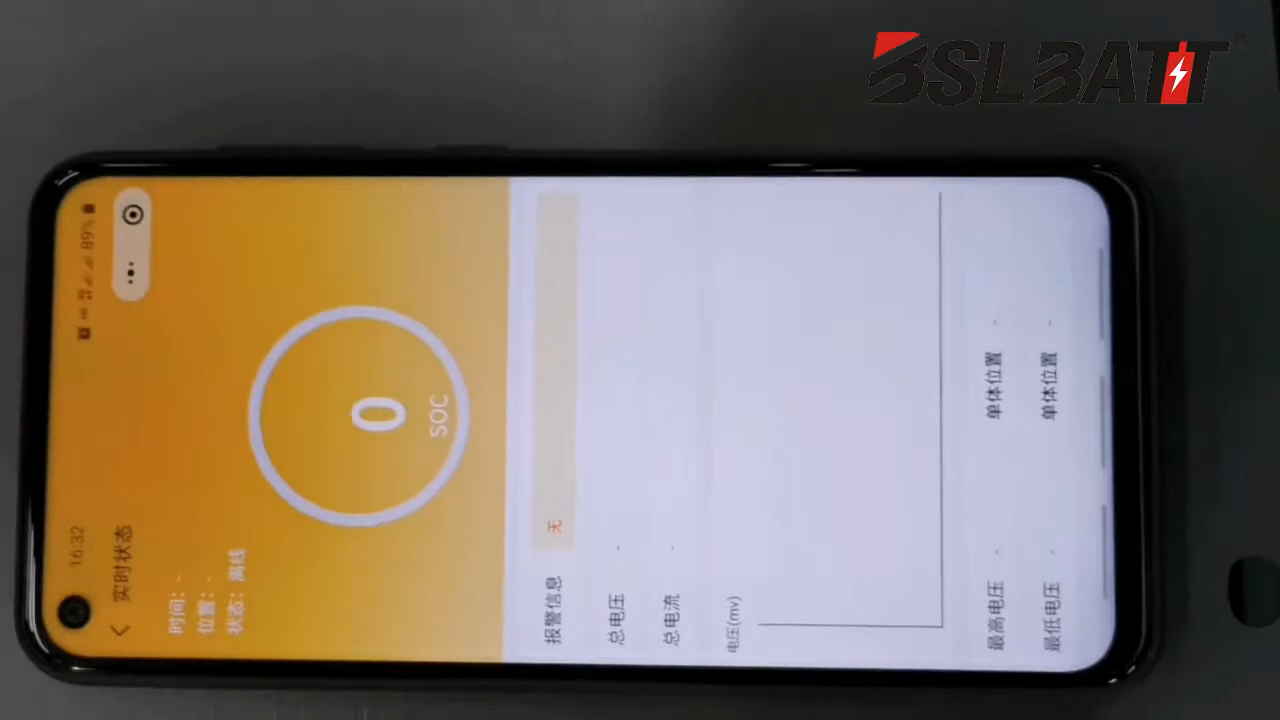 BSLBATT
16:32
89%
实时状态
时间: -
位置: -
状态: 离线
0
SOC
报警信息 无
总电压 -
总电流 -
电压(mv)
最高电压 - 单体位置 -
最低电压 - 单体位置 -